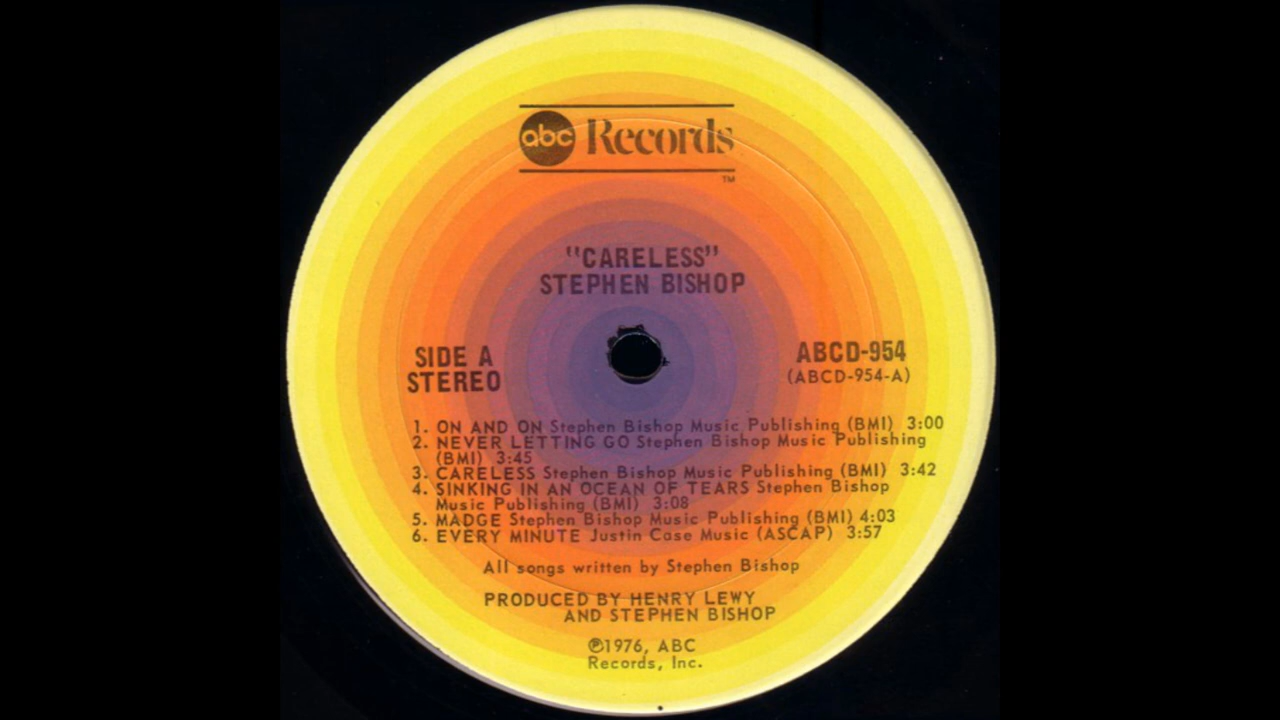 abc Records
TM
"CARELESS"
STEPHEN BISHOP
SIDE A
STEREO
ABCD-954
(ABCD-954-A)
1. ON AND ON Stephen Bishop Music Publishing (BMI) 3:00
2. NEVER LETTING GO Stephen Bishop Music Publishing
(BMI) 3:45
3. CARELESS Stephen Bishop Music Publishing (BMI) 3:42
4. SINKING IN AN OCEAN OF TEARS Stephen Bishop
Music Publishing (BMI) 3:08
5. MADGE Stephen Bishop Music Publishing (BMI) 4:03
6. EVERY MINUTE Justin Case Music (ASCAP) 3:57
All songs written by Stephen Bishop
PRODUCED BY HENRY LEWY
AND STEPHEN BISHOP
℗1976, ABC
Records, Inc.